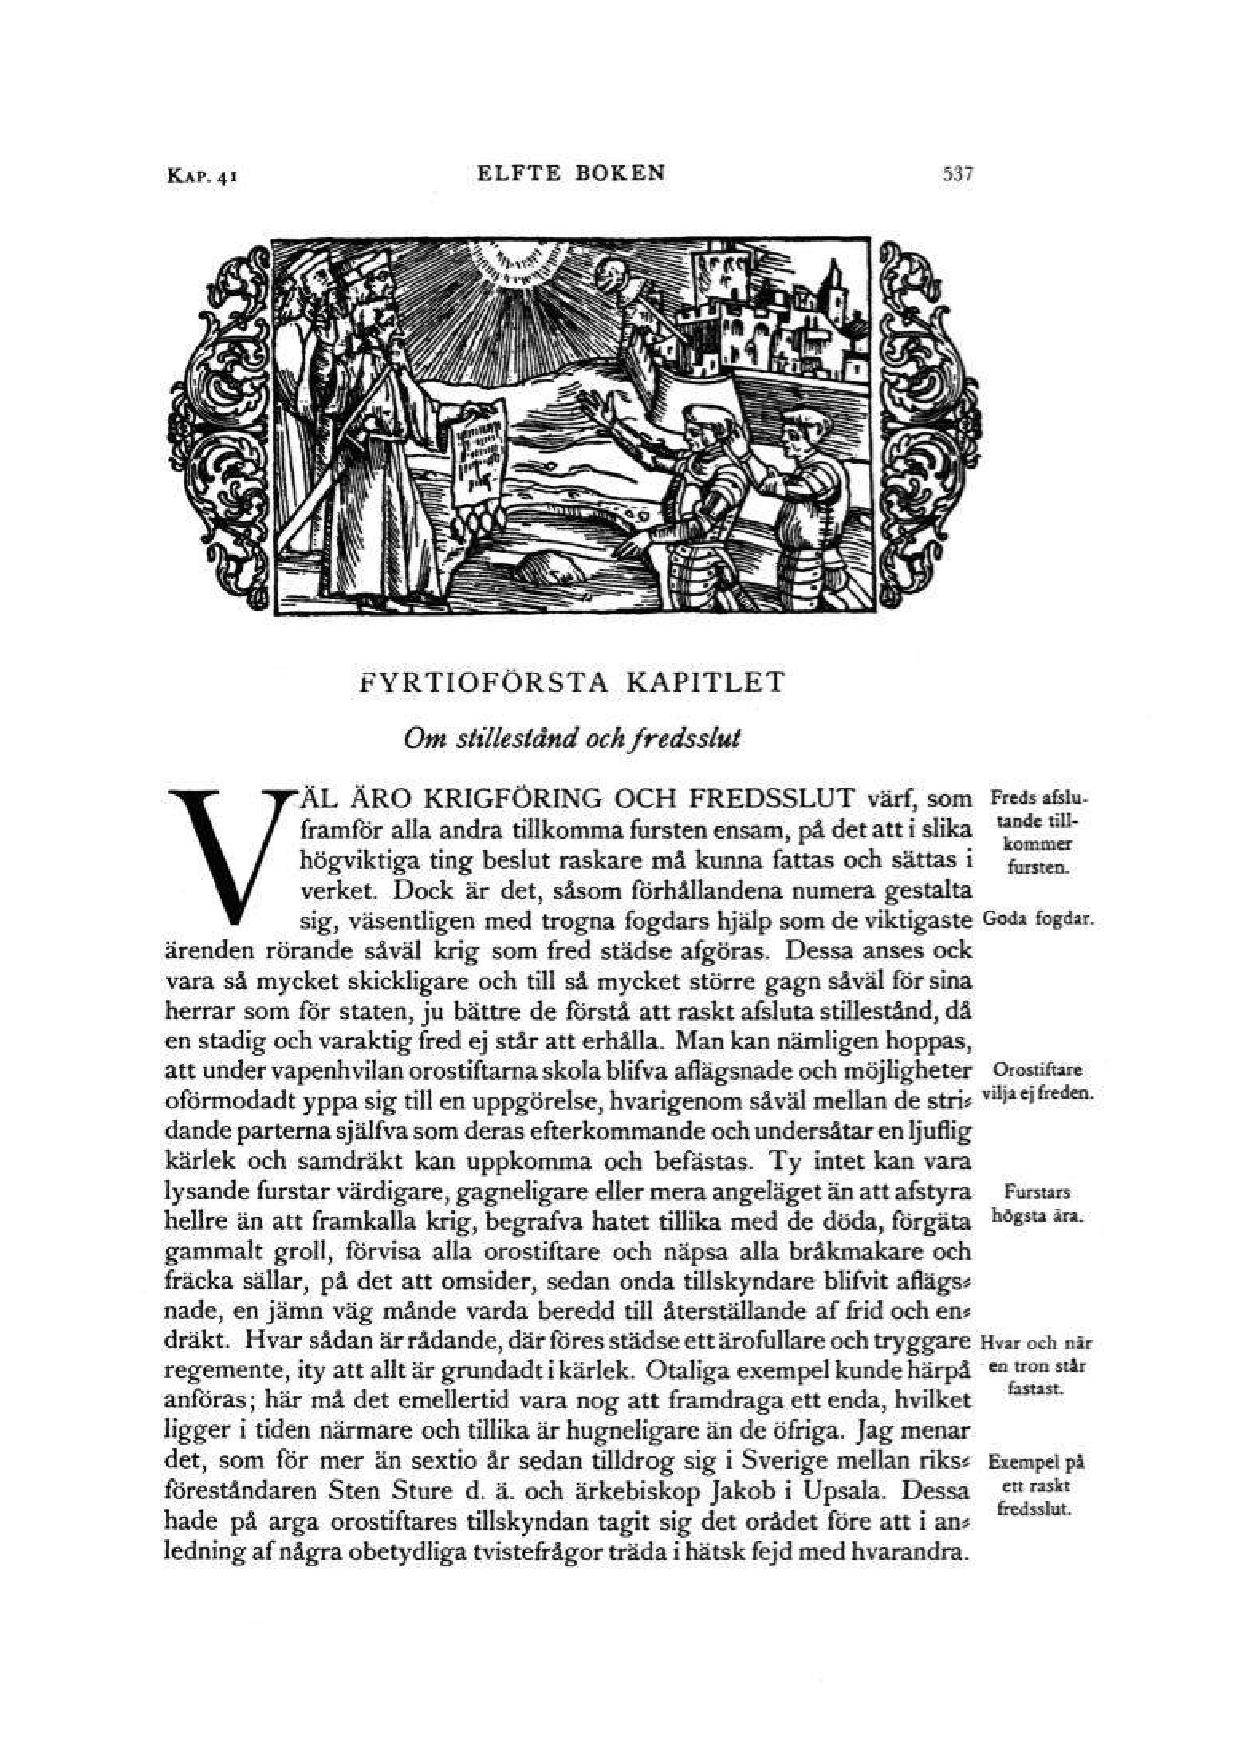 KAP. 41
ELFTE BOKEN
537
FYRTIOFÖRSTA KAPITLET
Om stillestånd och fredsslut
VÄL ÄRO KRIGFÖRING OCH FREDSSLUT värf, som
framför alla andra tillkomma fursten ensam, på det att i slika
högviktiga ting beslut raskare må kunna fattas och sättas i
verket. Dock är det, såsom förhållandena numera gestalta
sig, väsentligen med trogna fogdars hjälp som de viktigaste
ärenden rörande såväl krig som fred städse afgöras. Dessa anses ock
vara så mycket skickligare och till så mycket större gagn såväl för sina
herrar som för staten, ju bättre de förstå att raskt afsluta stillestånd, då
en stadig och varaktig fred ej står att erhålla. Man kan nämligen hoppas,
att under vapenhvilan orostiftarna skola blifva aflägsnade och möjligheter
oförmodadt yppa sig till en uppgörelse, hvarigenom såväl mellan de stri-
dande parterna själfva som deras efterkommande och undersåtar en ljuflig
kärlek och samdräkt kan uppkomma och befästas. Ty intet kan vara
lysande furstar värdigare, gagneligare eller mera angeläget än att afstyra
hellre än att framkalla krig, begrafva hatet tillika med de döda, förgäta
gammalt groll, förvisa alla orostiftare och näpsa alla bråkmakare och
fräcka sällar, på det att omsider, sedan onda tillskyndare blifvit aflägs-
nade, en jämn väg månde varda beredd till återställande af frid och en-
dräkt. Hvar sådan är rådande, där föres städse ett ärofullare och tryggare
regemente, ity att allt är grundadt i kärlek. Otaliga exempel kunde härpå
anföras; här må det emellertid vara nog att framdraga ett enda, hvilket
ligger i tiden närmare och tillika är hugneligare än de öfriga. Jag menar
det, som för mer än sextio år sedan tilldrog sig i Sverige mellan riks-
föreståndaren Sten Sture d. ä. och ärkebiskop Jakob i Upsala. Dessa
hade på arga orostiftares tillskyndan tagit sig det orådet före att i an-
ledning af några obetydliga tvistefrågor träda i hätsk fejd med hvarandra.
Freds afslu-
tande till-
kommer
fursten.
Goda fogdar.
Orostiftare
vilja ej freden.
Furstars
högsta ära.
Hvar och när
en tron står
fastast.
Exempel på
ett raskt
fredsslut.